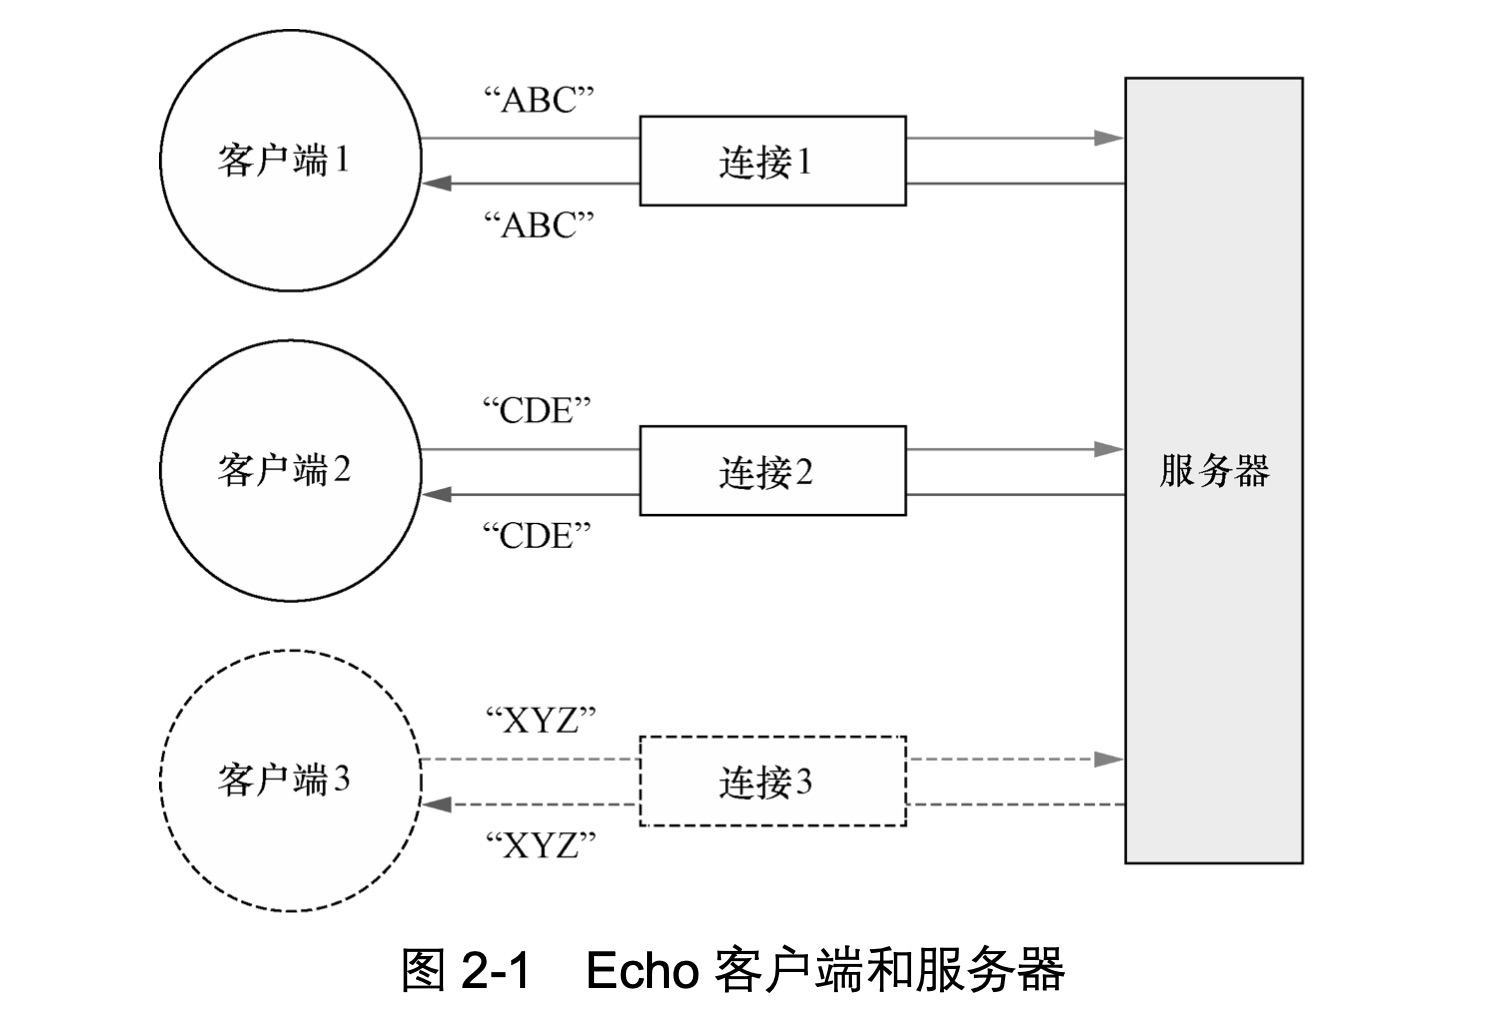 “ABC”
客户端1
连接1
“ABC”
“CDE”
客户端2
连接2
服务器
“CDE”
“XYZ”
客户端3
连接3
“XYZ”
图 2-1 Echo 客户端和服务器